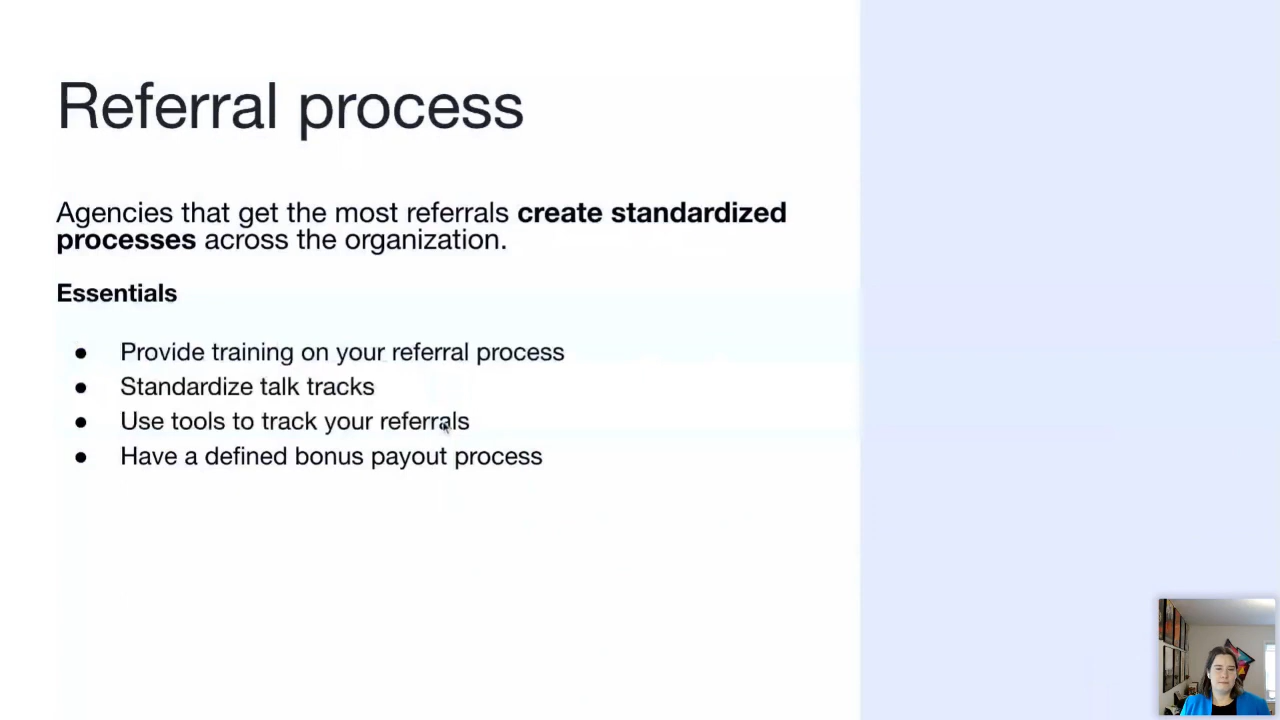 Referral process
Agencies that get the most referrals create standardized
processes across the organization.
Essentials
● Provide training on your referral process
● Standardize talk tracks
● Use tools to track your referrals
● Have a defined bonus payout process